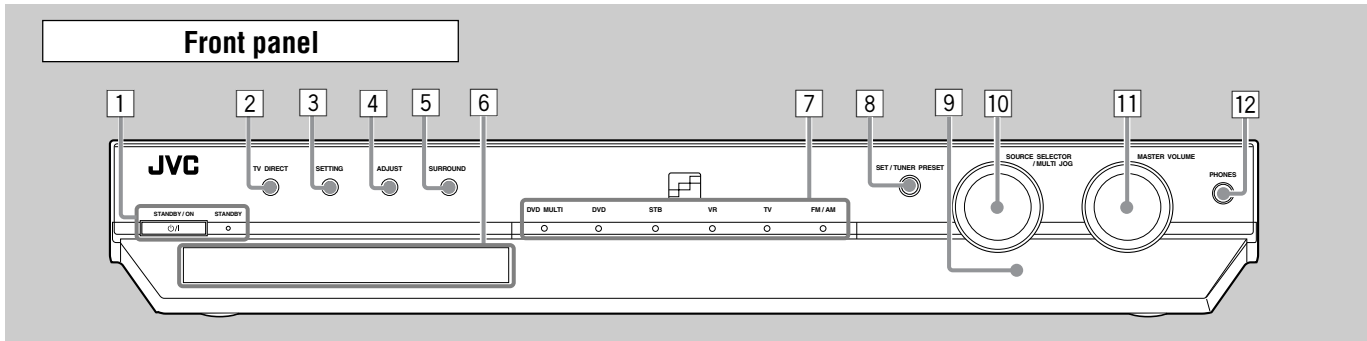 Front panel
1 2 3 4 5 6 7 8 9 10 11 12
JVC
TV DIRECT SETTING ADJUST SURROUND
SET / TUNER PRESET
SOURCE SELECTOR
/ MULTI JOG
MASTER VOLUME
PHONES
STANDBY / ON STANDBY
⏻/I
DVD MULTI DVD STB VR TV FM / AM